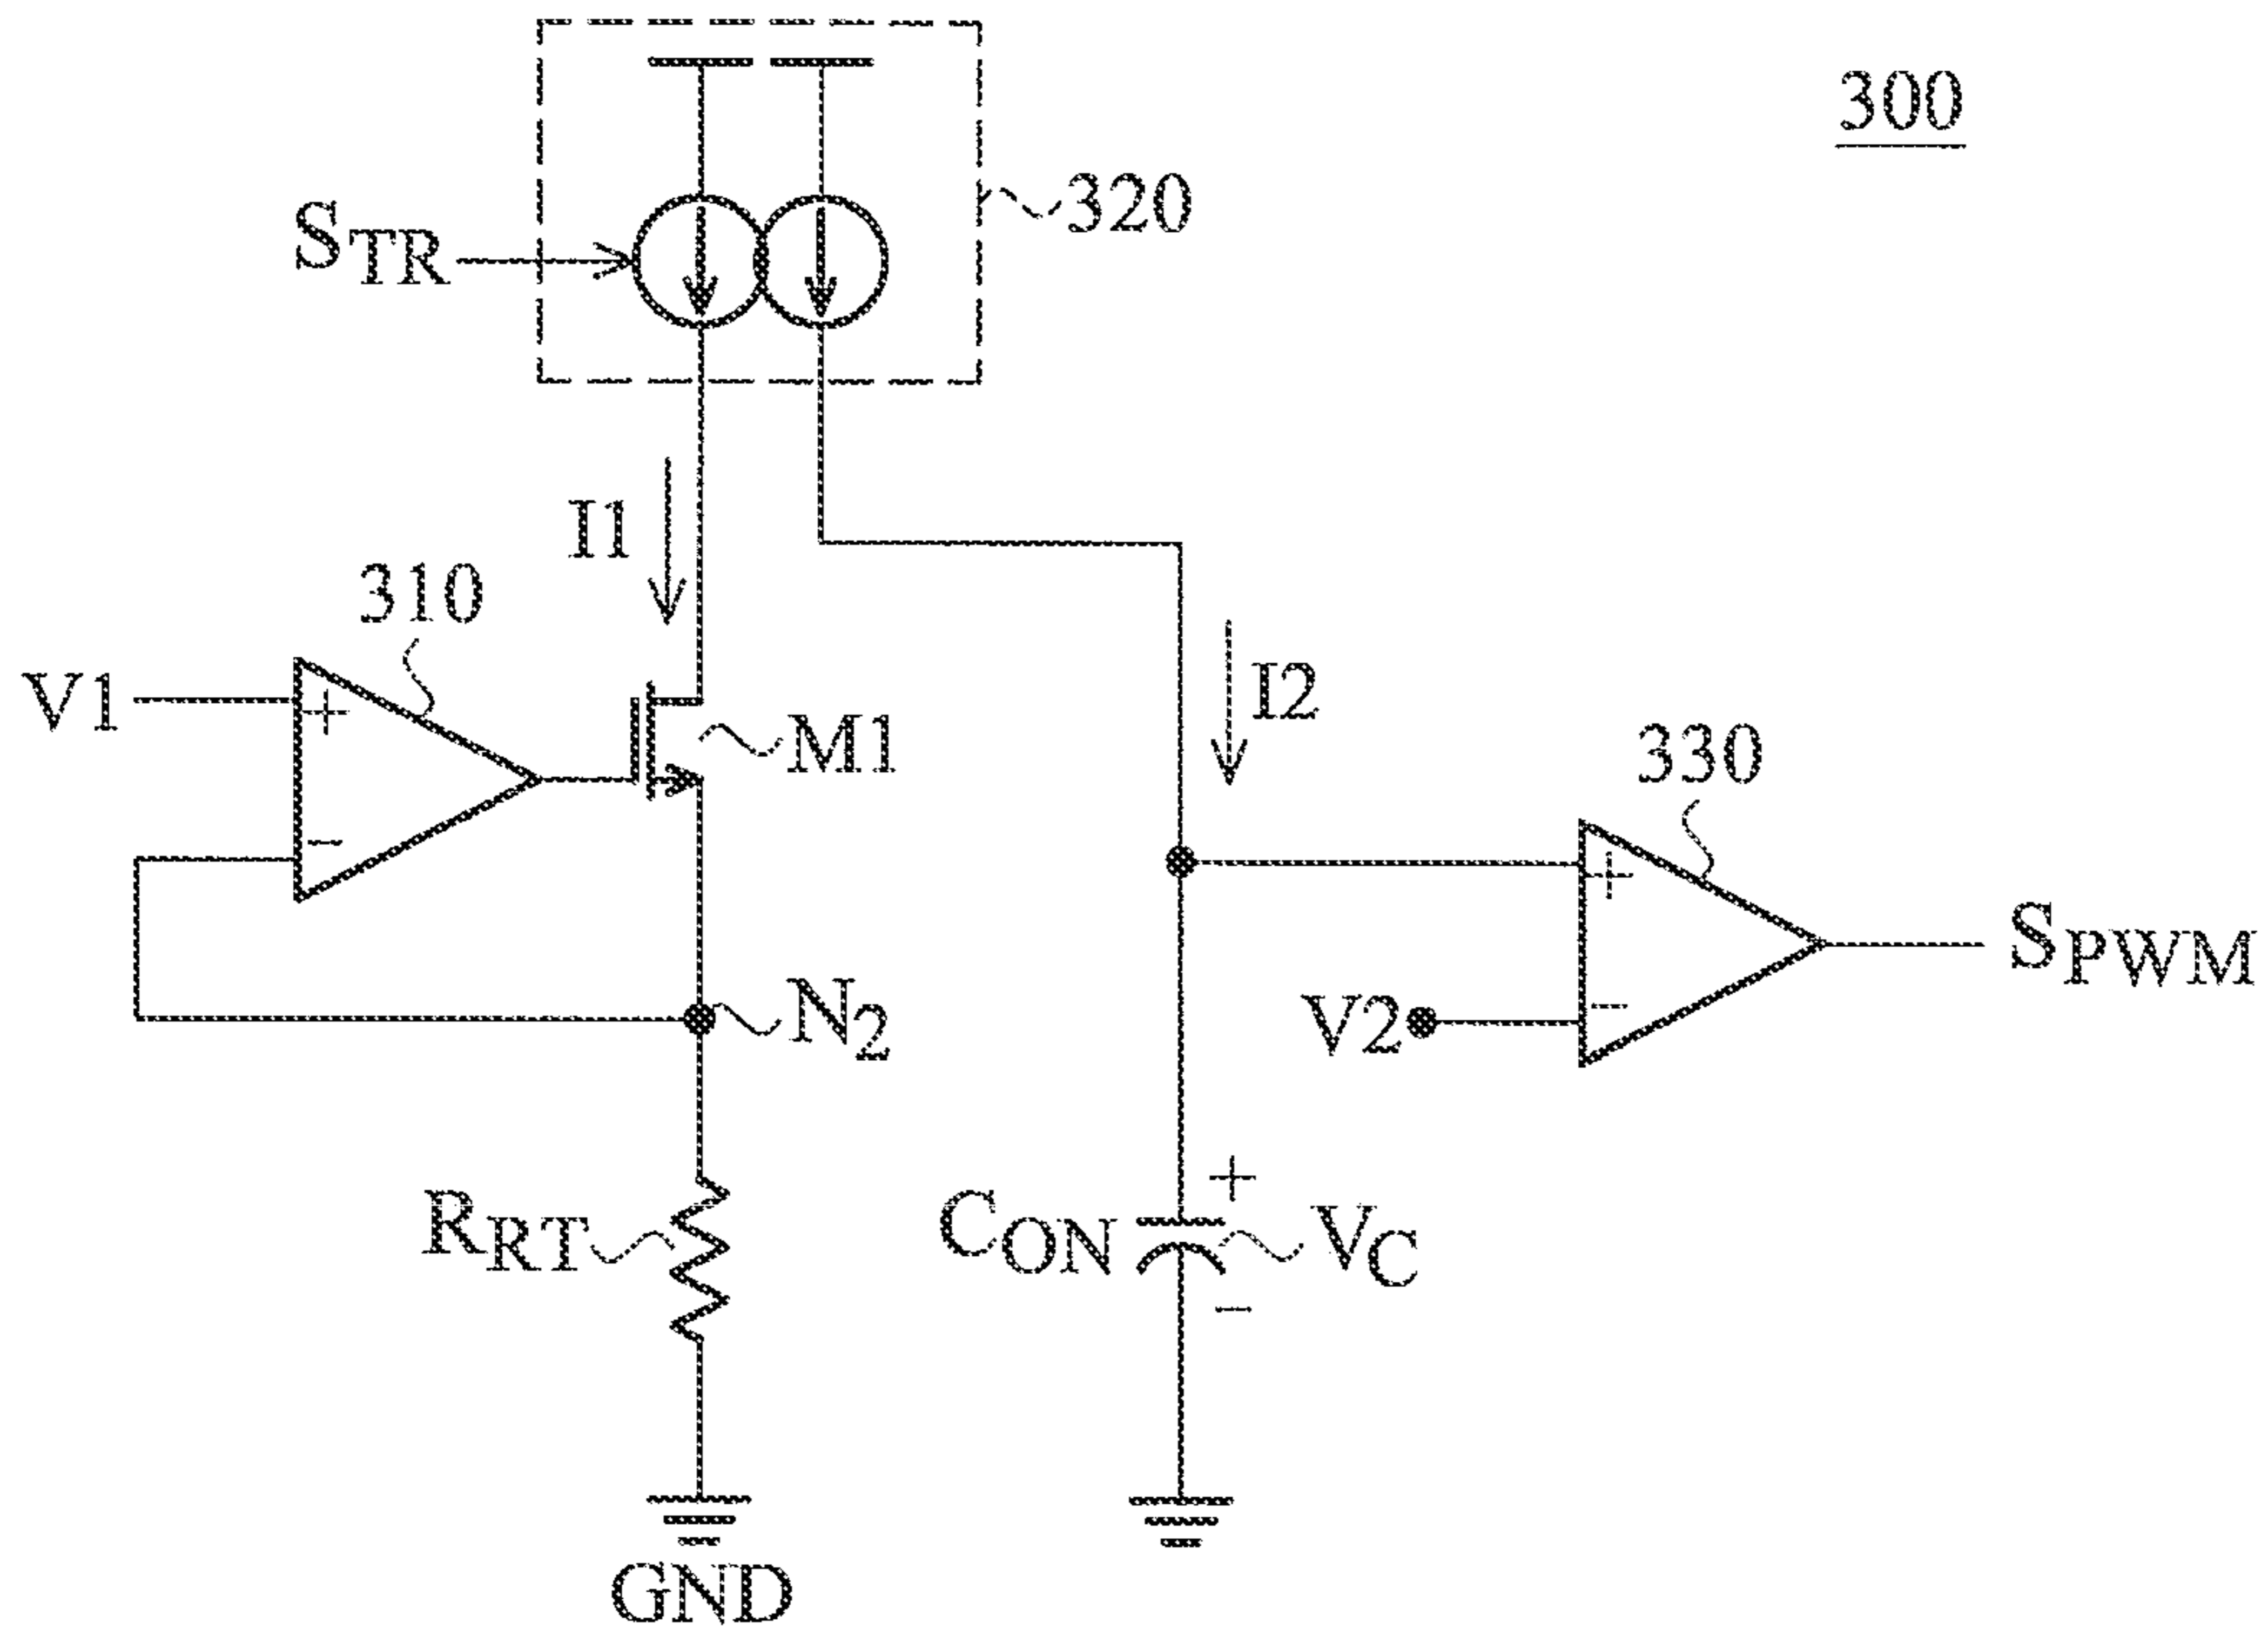 300
320
STR
I1
310
V1
+
M1
I2
330
−
+
SPWM
N2
V2
−
+
RRT
CON
VC
−
GND